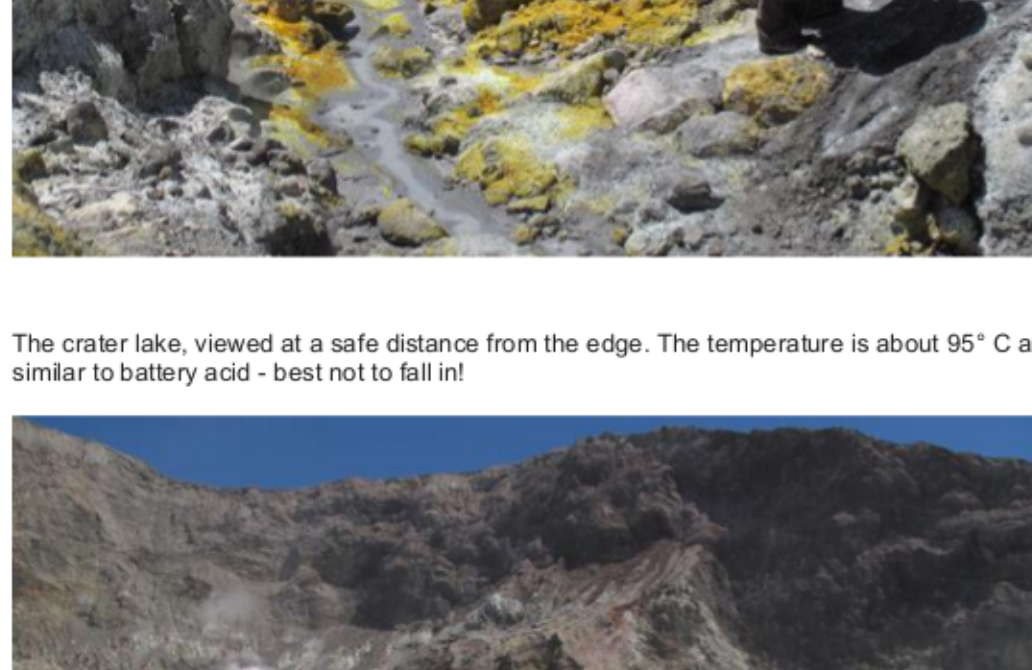 The crater lake, viewed at a safe distance from the edge. The temperature is about 95° C a
similar to battery acid - best not to fall in!